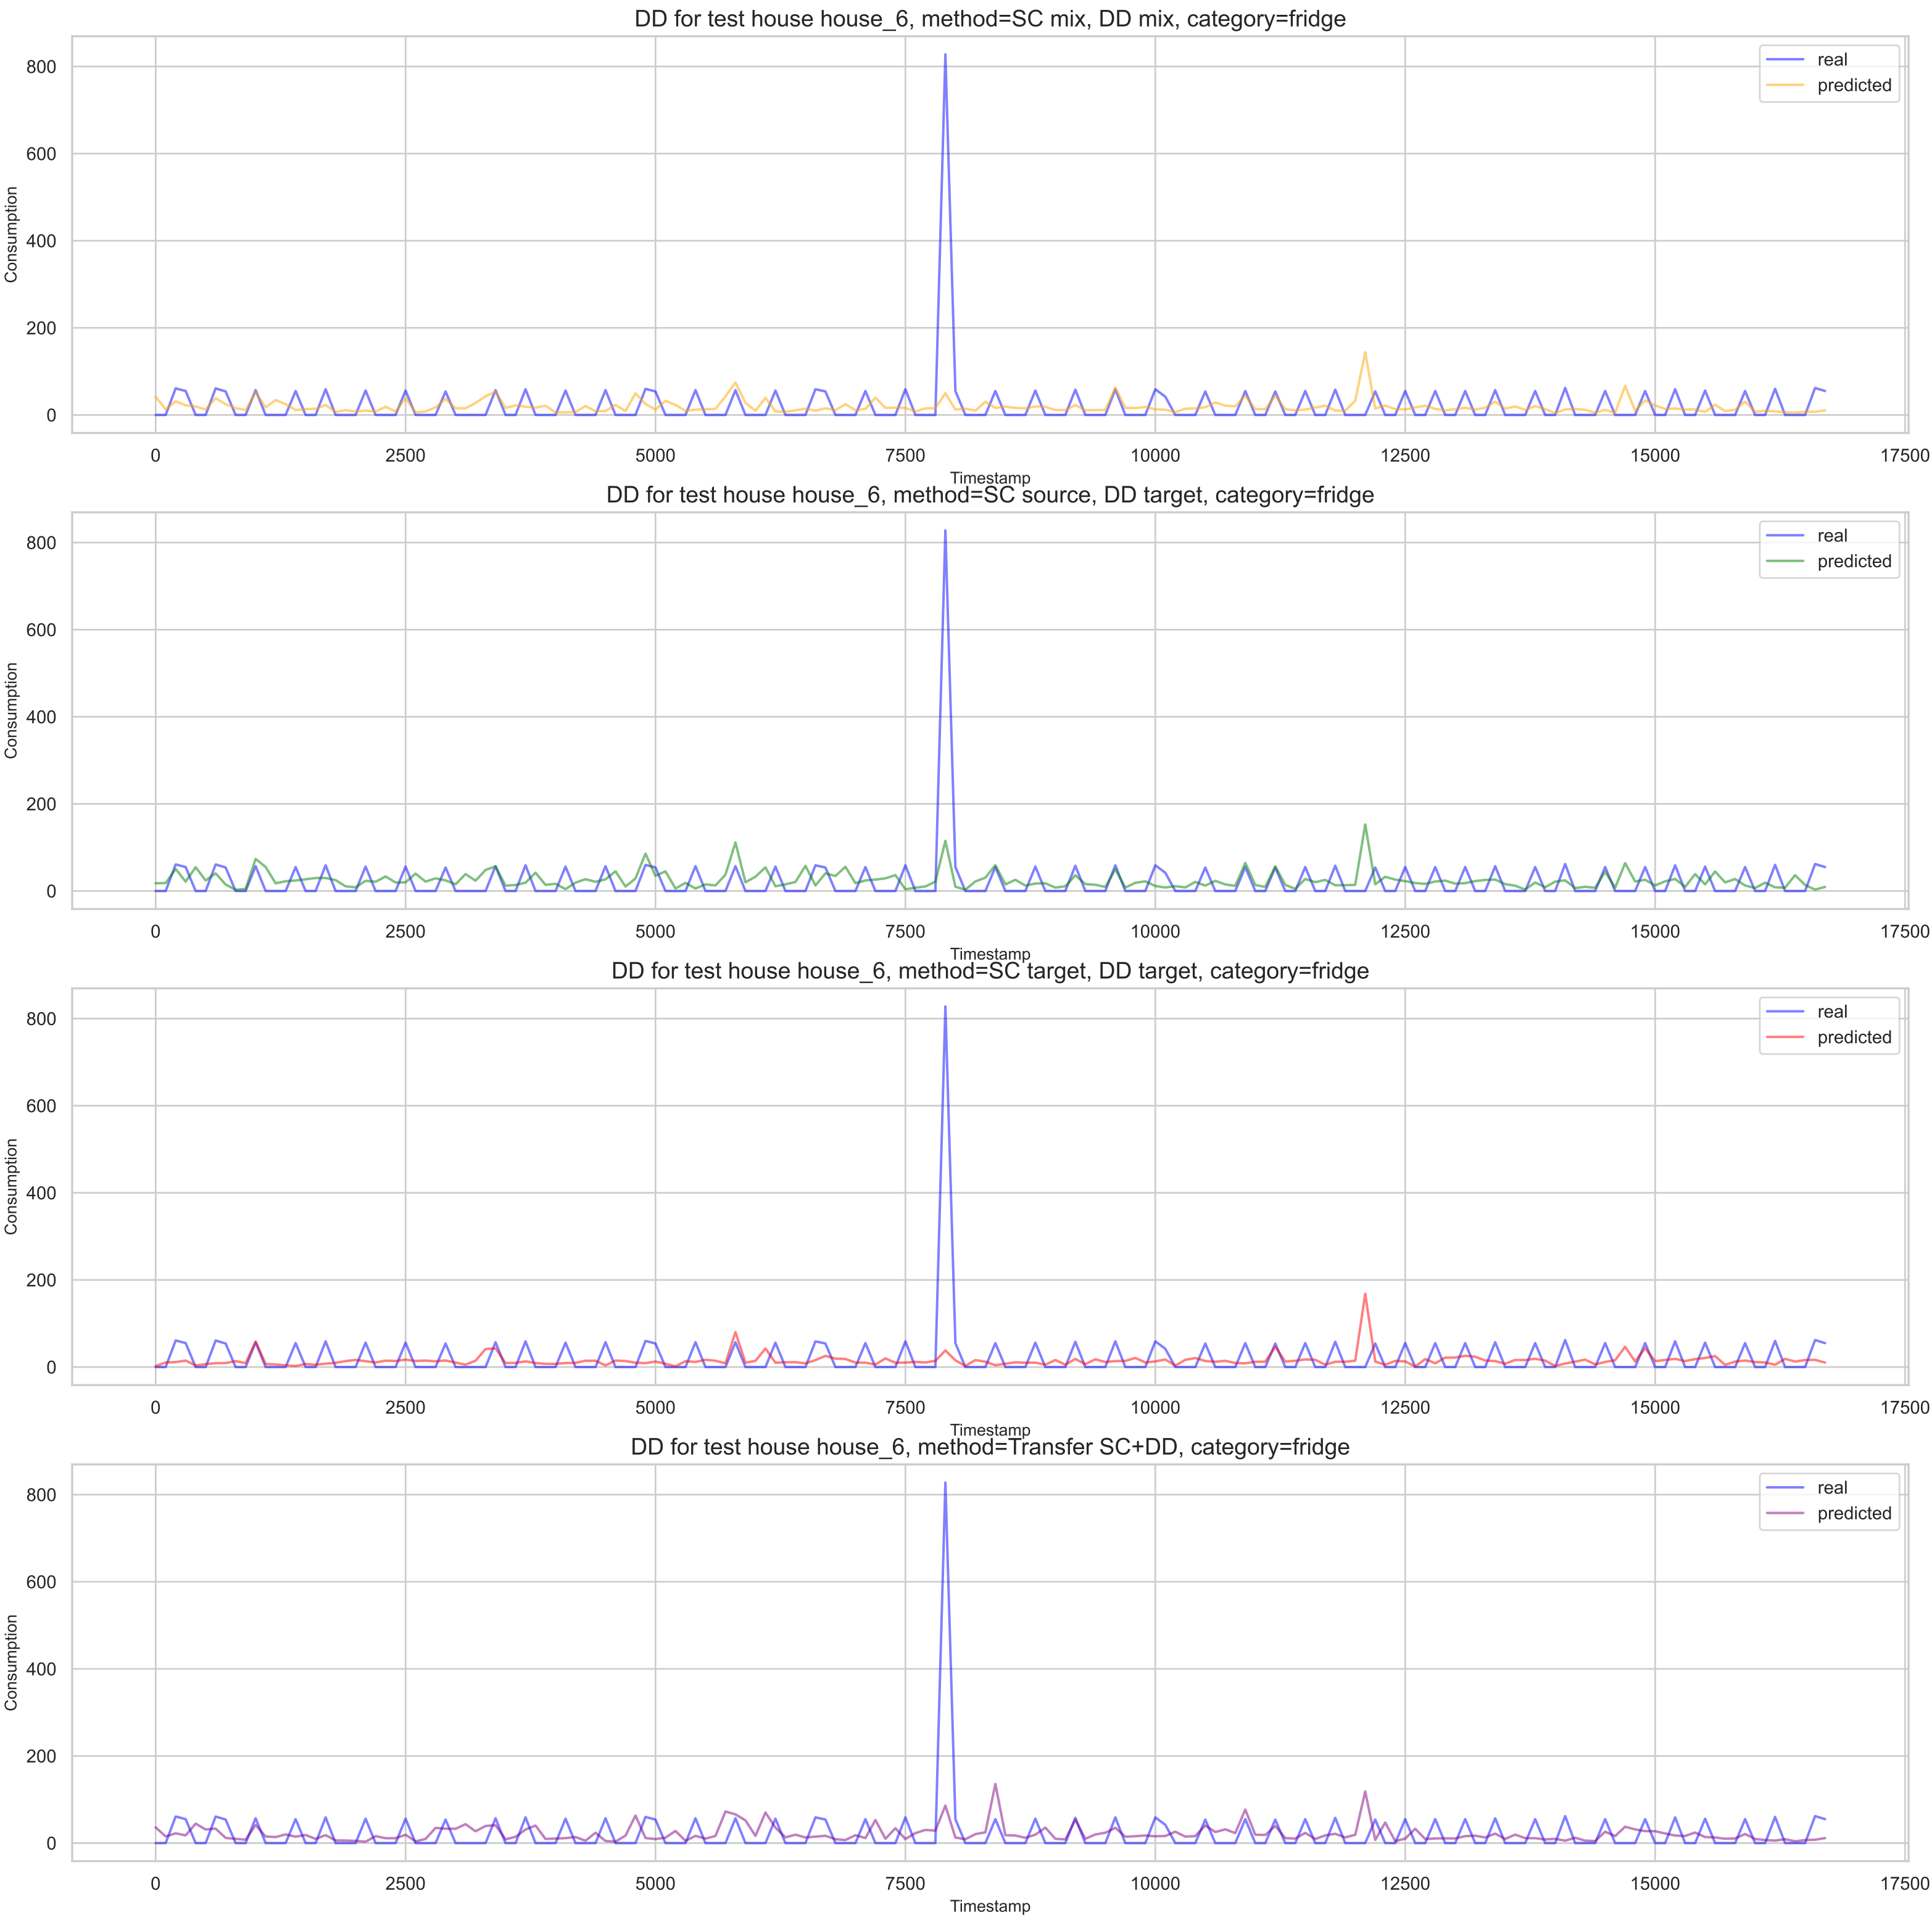 DD for test house house_6, method=SC mix, DD mix, category=fridge
800
600
400
200
0
Consumption
real
predicted
0 2500 5000 7500 10000 12500 15000 17500
Timestamp
DD for test house house_6, method=SC source, DD target, category=fridge
800
600
400
200
0
Consumption
real
predicted
0 2500 5000 7500 10000 12500 15000 17500
Timestamp
DD for test house house_6, method=SC target, DD target, category=fridge
800
600
400
200
0
Consumption
real
predicted
0 2500 5000 7500 10000 12500 15000 17500
Timestamp
DD for test house house_6, method=Transfer SC+DD, category=fridge
800
600
400
200
0
Consumption
real
predicted
0 2500 5000 7500 10000 12500 15000 17500
Timestamp